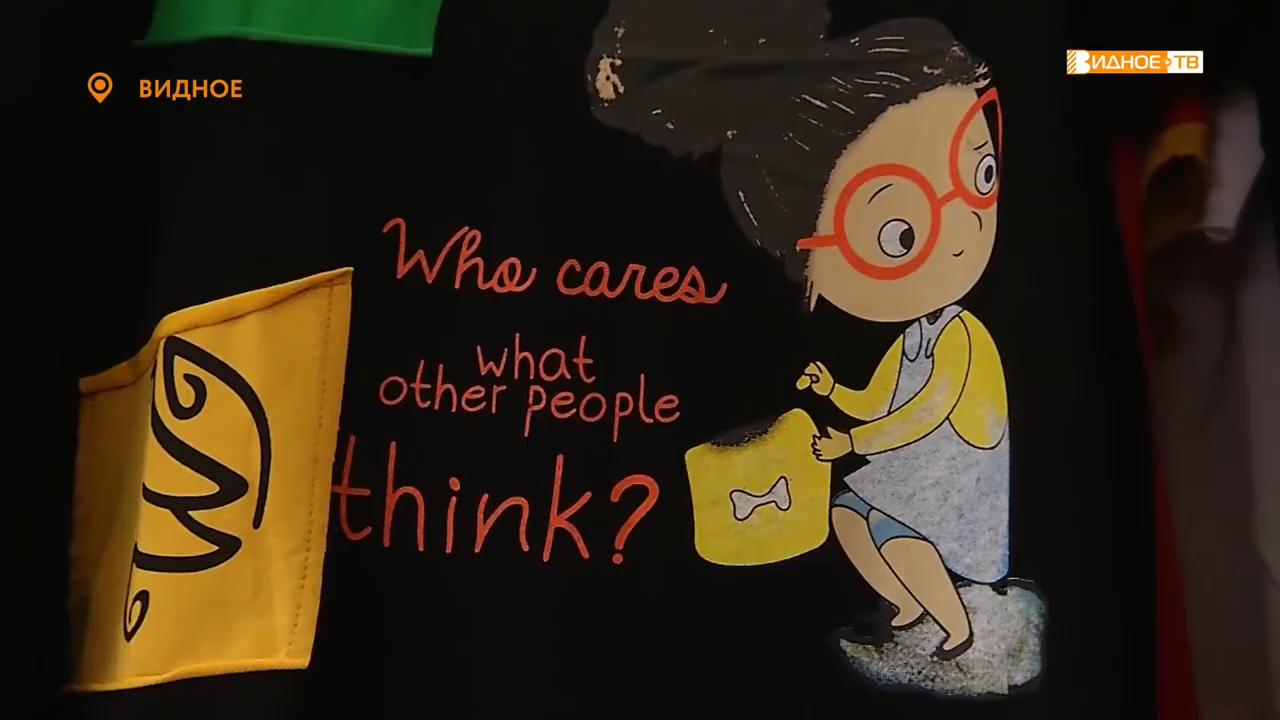 ВИДНОЕ
ВИДНОЕ ТВ
Who cares
what
other people
think?